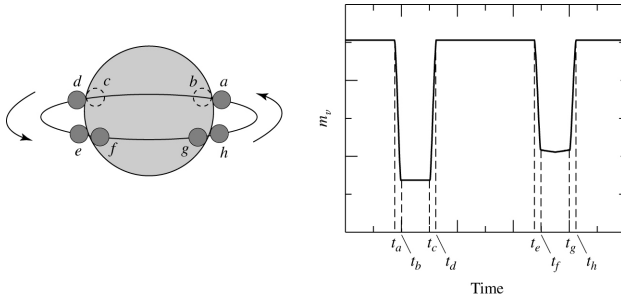 d c b a
e f g h
m_v
t_a t_c t_e t_g
t_b t_d t_f t_h
Time